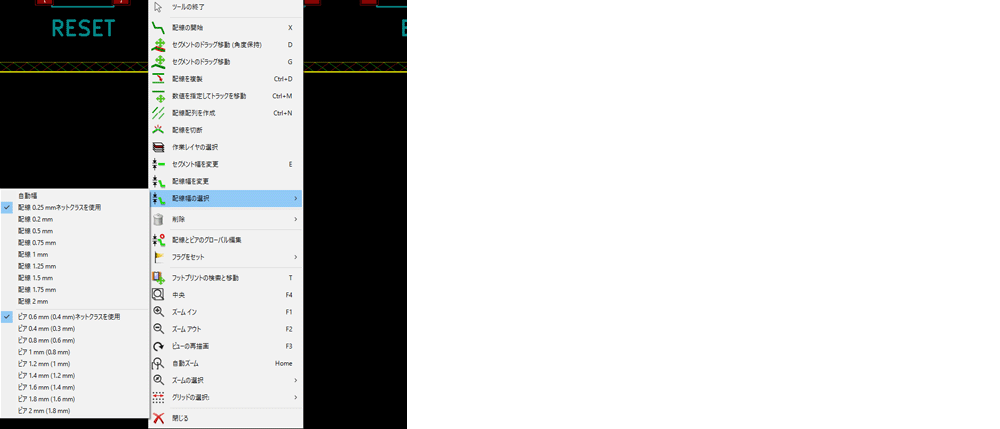 RESET
E
ツールの終了
配線の開始 X
セグメントのドラッグ移動 (角度保持) D
セグメントのドラッグ移動 G
配線を複製 Ctrl+D
数値を指定してトラックを移動 Ctrl+M
配線配列を作成 Ctrl+N
配線を切断
作業レイヤの選択
セグメント幅を変更 E
配線幅を変更
配線幅の選択
削除
配線とビアのグローバル編集
フラグをセット
フットプリントの検索と移動 T
中央 F4
ズーム イン F1
ズーム アウト F2
ビューの再描画 F3
自動ズーム Home
ズームの選択
グリッドの選択:
閉じる
自動幅
配線 0.25 mmネットクラスを使用
配線 0.2 mm
配線 0.5 mm
配線 0.75 mm
配線 1 mm
配線 1.25 mm
配線 1.5 mm
配線 1.75 mm
配線 2 mm
ビア 0.6 mm (0.4 mm)ネットクラスを使用
ビア 0.4 mm (0.3 mm)
ビア 0.8 mm (0.6 mm)
ビア 1 mm (0.8 mm)
ビア 1.2 mm (1 mm)
ビア 1.4 mm (1.2 mm)
ビア 1.6 mm (1.4 mm)
ビア 1.8 mm (1.6 mm)
ビア 2 mm (1.8 mm)